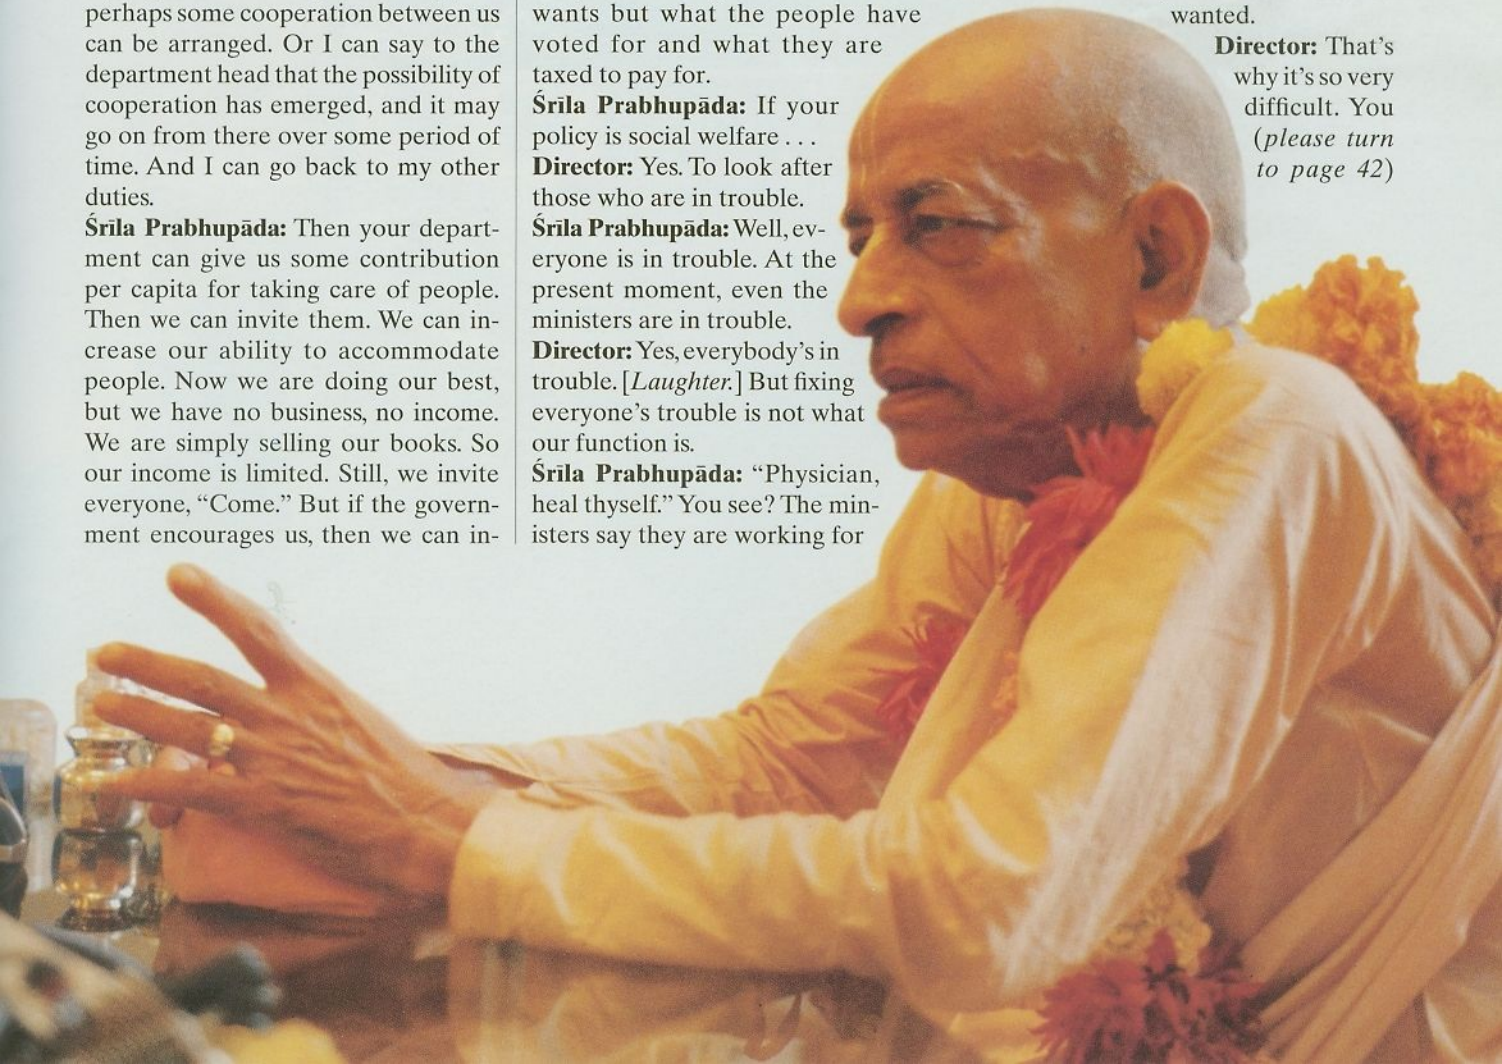 perhaps some cooperation between us
can be arranged. Or I can say to the
department head that the possibility of
cooperation has emerged, and it may
go on from there over some period of
time. And I can go back to my other
duties.
Śrīla Prabhupāda: Then your depart-
ment can give us some contribution
per capita for taking care of people.
Then we can invite them. We can in-
crease our ability to accommodate
people. Now we are doing our best,
but we have no business, no income.
We are simply selling our books. So
our income is limited. Still, we invite
everyone, “Come.” But if the govern-
ment encourages us, then we can in-
wants but what the people have
voted for and what they are
taxed to pay for.
Śrīla Prabhupāda: If your
policy is social welfare . . .
Director: Yes. To look after
those who are in trouble.
Śrīla Prabhupāda: Well, ev-
eryone is in trouble. At the
present moment, even the
ministers are in trouble.
Director: Yes, everybody’s in
trouble. [Laughter.] But fixing
everyone’s trouble is not what
our function is.
Śrīla Prabhupāda: “Physician,
heal thyself.” You see? The min-
isters say they are working for
wanted.
Director: That’s
why it’s so very
difficult. You
(please turn
to page 42)